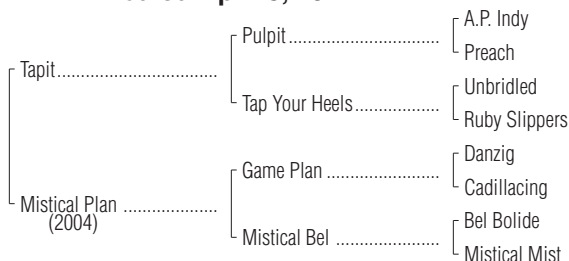 A.P. Indy
Pulpit
Preach
Tapit
Unbridled
Tap Your Heels
Ruby Slippers
Danzig
Game Plan
Cadillacing
Mistical Plan
(2004)
Bel Bolide
Mistical Bel
Mistical Mist